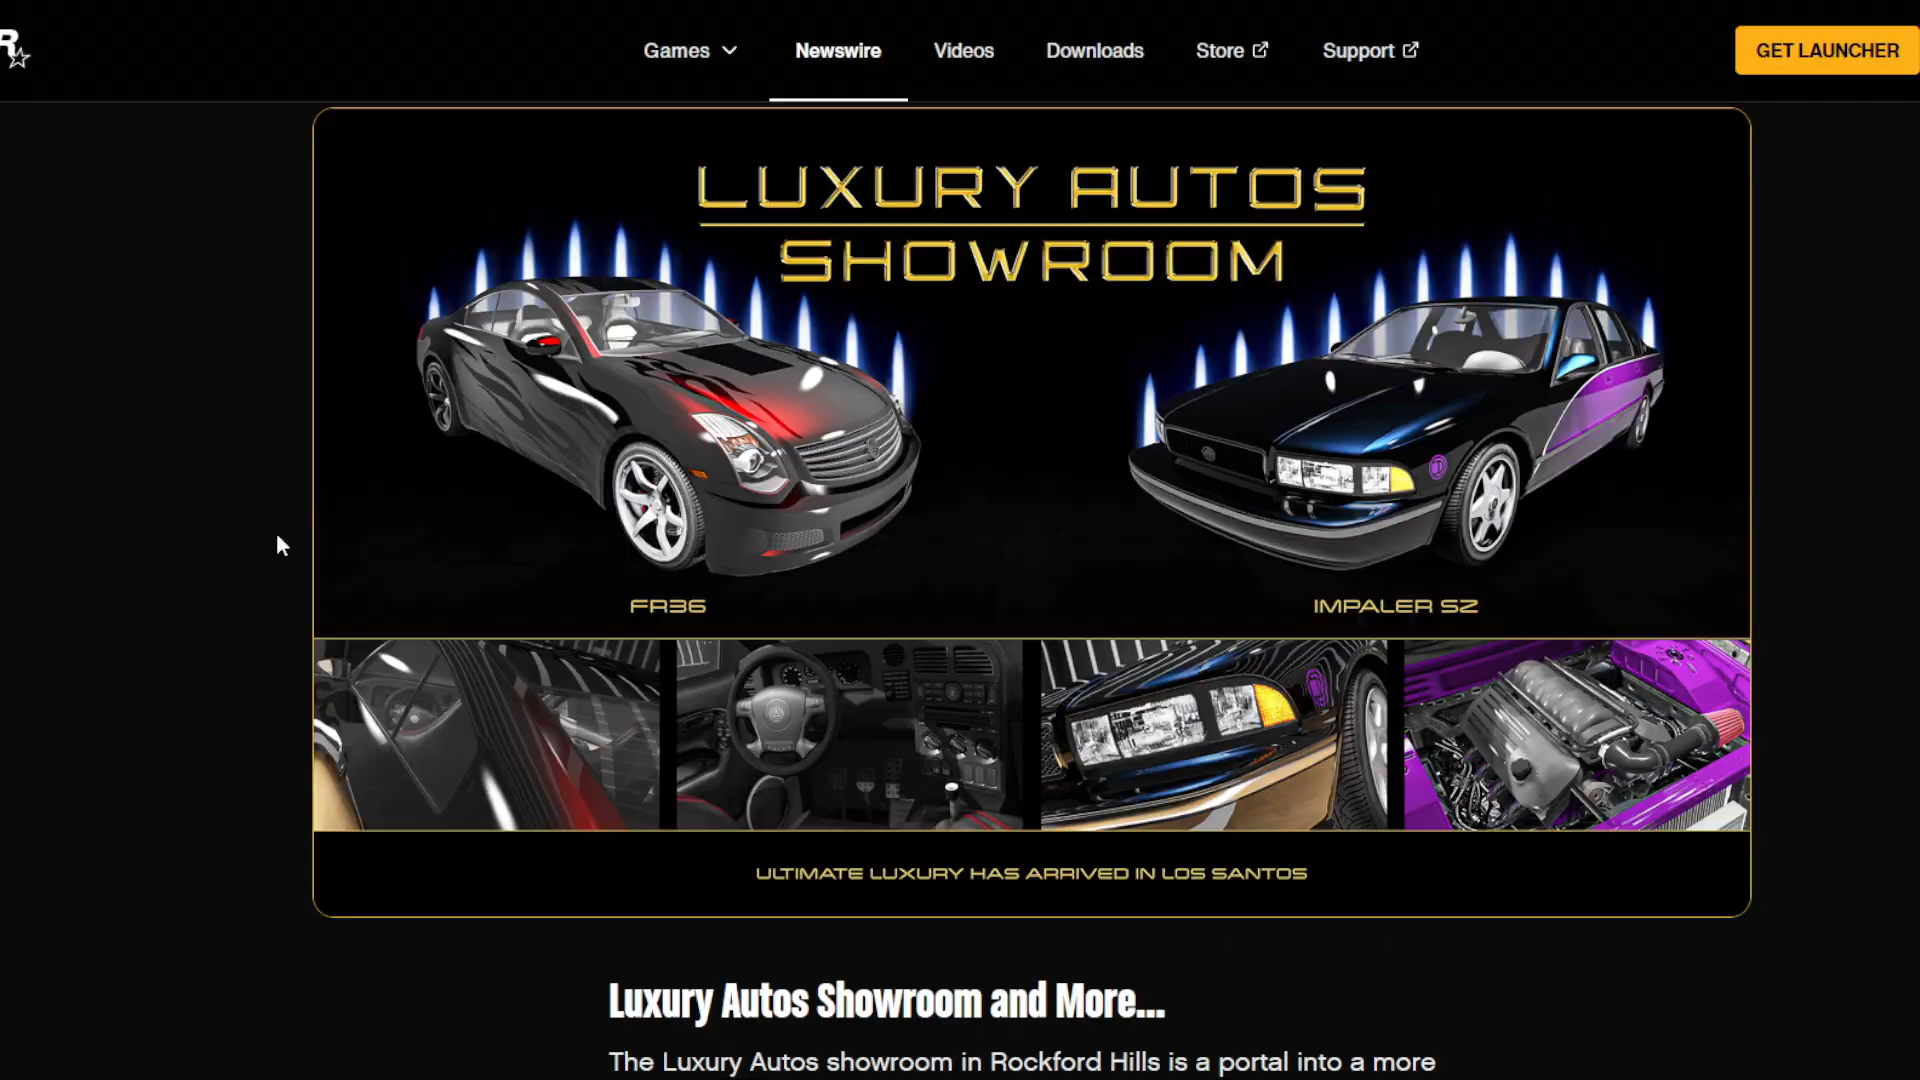 R
Games
Newswire
Videos
Downloads
Store
Support
GET LAUNCHER
LUXURY AUTOS
SHOWROOM
FR36
IMPALER SZ
ULTIMATE LUXURY HAS ARRIVED IN LOS SANTOS
Luxury Autos Showroom and More...
The Luxury Autos showroom in Rockford Hills is a portal into a more